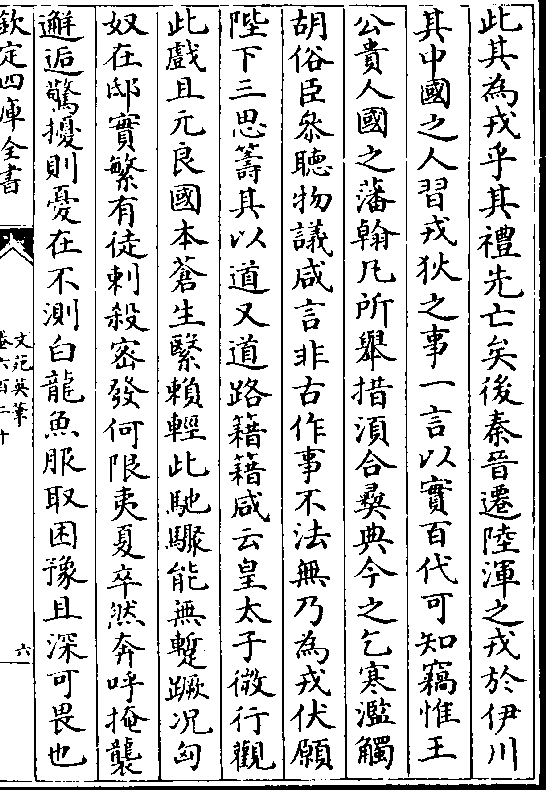 此其為戎乎其禮先亡矣後秦晉遷陸渾之戎於伊川
其中國之人習戎狄之事一言以實百代可知竊惟王
公貴人國之藩翰凡所舉措須合彞典今之乞寒濫觸
胡俗臣叅聽物議咸言非古作事不法無乃為戎伏願
陛下三思籌其以道又道路籍籍咸云皇太子微行觀
此戲且元良國本蒼生繫賴輕此馳驟能無蹔蹶况匈
奴在邸實繁有徒刺殺密發何限夷夏卒然奔呼掩襲
邂逅驚擾則憂在不測白龍魚服取困豫且深可畏也
欽定四庫全書
文苑英華
卷六百二十
六